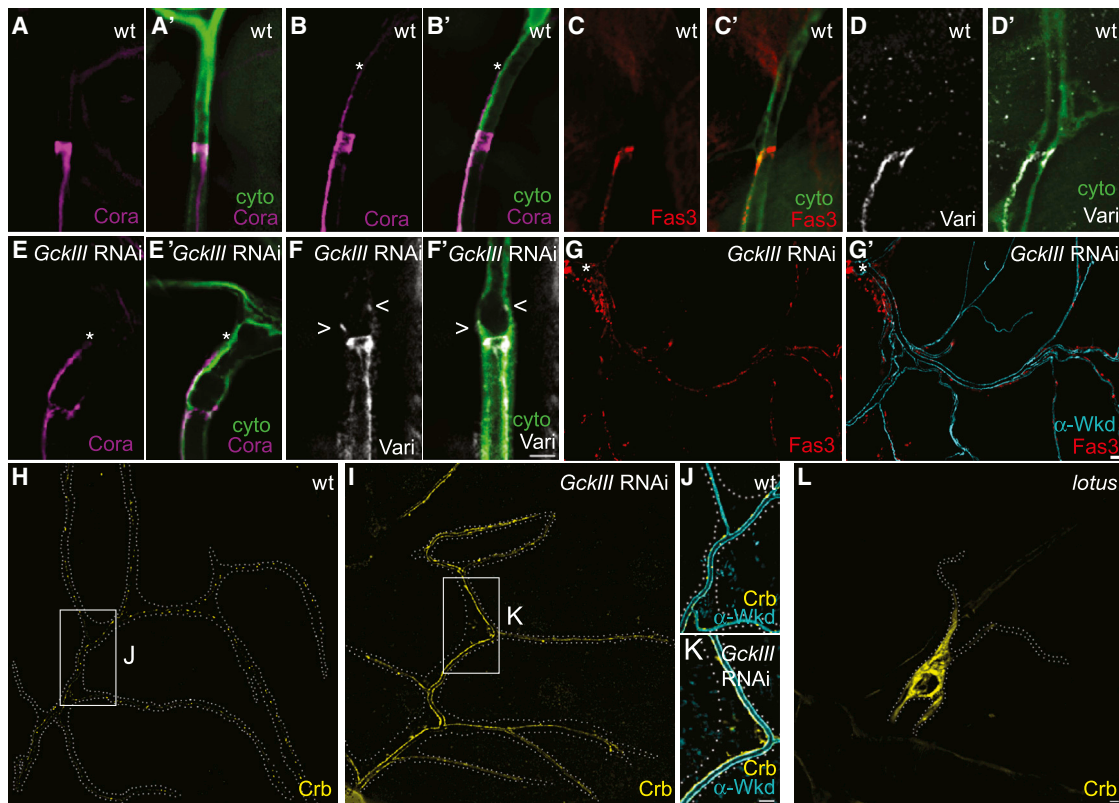 A wt Cora
A' wt cyto Cora
B wt * Cora
B' wt * cyto Cora
C wt Fas3
C' wt cyto Fas3
D wt Vari
D' wt cyto Vari
E GckIII RNAi * Cora
E' GckIII RNAi * cyto Cora
F GckIII RNAi < > Vari
F' GckIII RNAi < > cyto Vari
G GckIII RNAi * Fas3
G' GckIII RNAi * α-Wkd Fas3
H wt J Crb
I GckIII RNAi K Crb
J wt Crb α-Wkd
K GckIII RNAi Crb α-Wkd
L lotus Crb